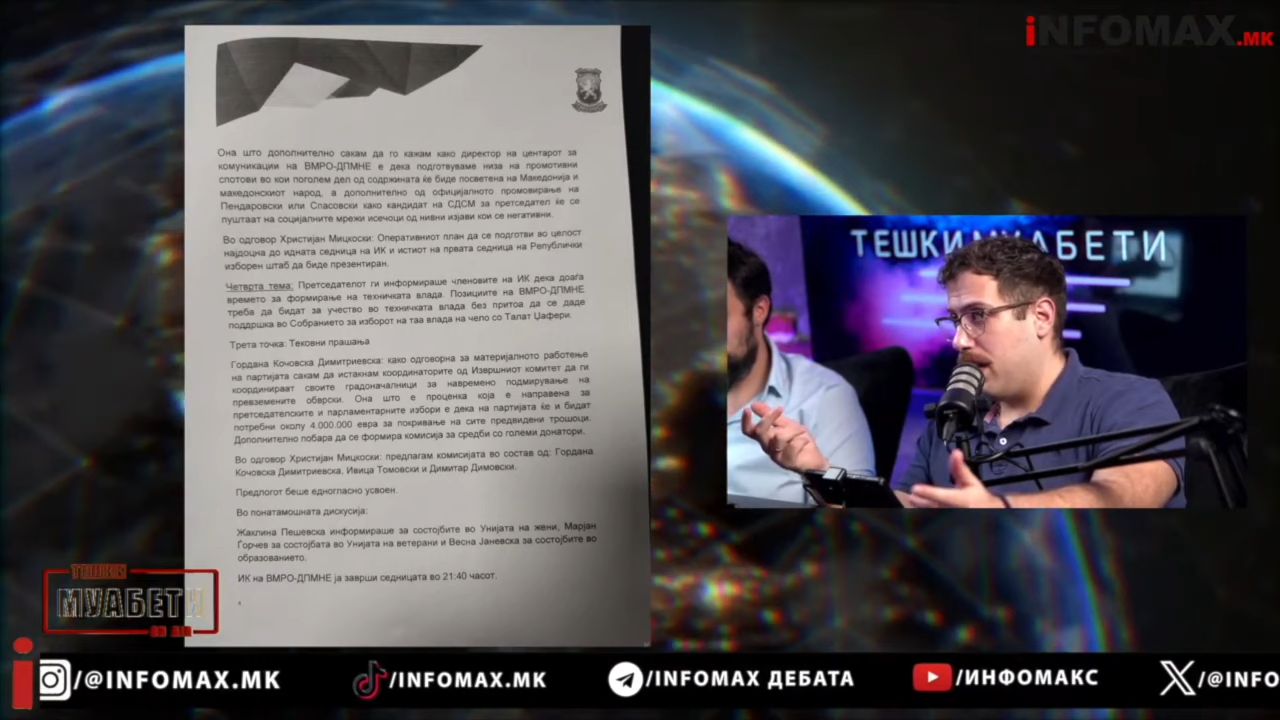 iNFOMAX.MK
Она што дополнително сакам да го кажам како директор на центарот за
комуникации на ВМРО-ДПМНЕ е дека подготвуваме низа на промотивни
спотови во кои поголем дел од содржината ќе биде посветена на Македонија и
македонскиот народ, а дополнително од официјалното промовирање на
Пендаровски или Спасовски како кандидат на СДСМ за претседател ќе се
пуштаат на социјалните мрежи исечоци од нивни изјави кои се негативни.
Во одговор Христијан Мицкоски: Оперативниот план да се подготви во целост
најдоцна до идната седница на ИК и истиот на првата седница на Републички
изборен штаб да биде презентиран.
Четврта тема: Претседателот ги информираше членовите на ИК дека доаѓа
времето за формирање на техничката влада. Позициите на ВМРО-ДПМНЕ
треба да бидат за учество во техничката влада без притоа да се даде
поддршка во Собранието за изборот на таа влада на чело со Талат Џафери.
Трета точка: Тековни прашања
Гордана Кочовска Димитриевска: како одговорна за материјалното работење
на партијата сакам да истакнам координаторите од Извршниот комитет да ги
координираат своите градоначалници за навремено подмирување на
превземените обврски. Она што е проценка која е направена за
претседателските и парламентарните избори е дека на партијата ќе и бидат
потребни околу 4.000.000 евра за покривање на сите предвидени трошоци.
Дополнително побара да се формира комисија за средби со големи донатори.
Во одговор Христијан Мицкоски: предлагам комисијата во состав од: Гордана
Кочовска Димитриевска, Ивица Томовски и Димитар Димовски.
Предлогот беше едногласно усвоен.
Во понатамошната дискусија:
Жаклина Пешевска информираше за состојбите во Унијата на жени, Марјан
Ѓорчев за состојбата во Унијата на ветерани и Весна Јаневска за состојбите во
образованието.
ИК на ВМРО-ДПМНЕ ја заврши седницата во 21:40 часот.
ТЕШКИ МУАБЕТИ
ТЕШКИ
МУАБЕТИ
/@INFOMAX.MK
/INFOMAX.MK
/INFOMAX ДЕБАТА
/ИНФОМАКС
/@INFO